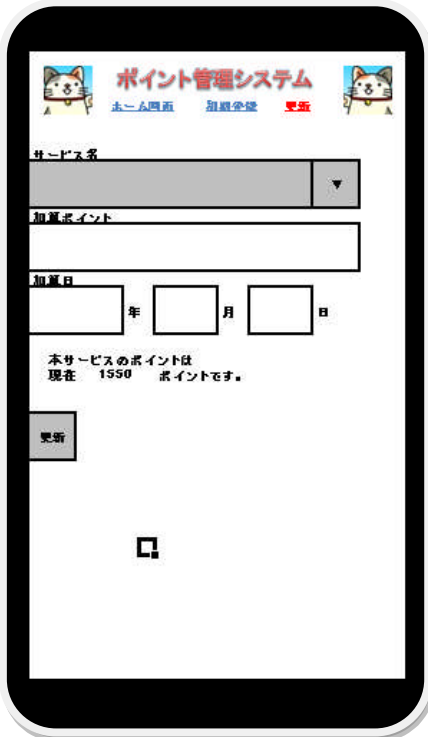 ポイント管理システム
ホーム画面 初期登録 更新
サービス名
▼
加算ポイント
加算日
年 月 日
本サービスのポイントは
現在 1550 ポイントです。
更新